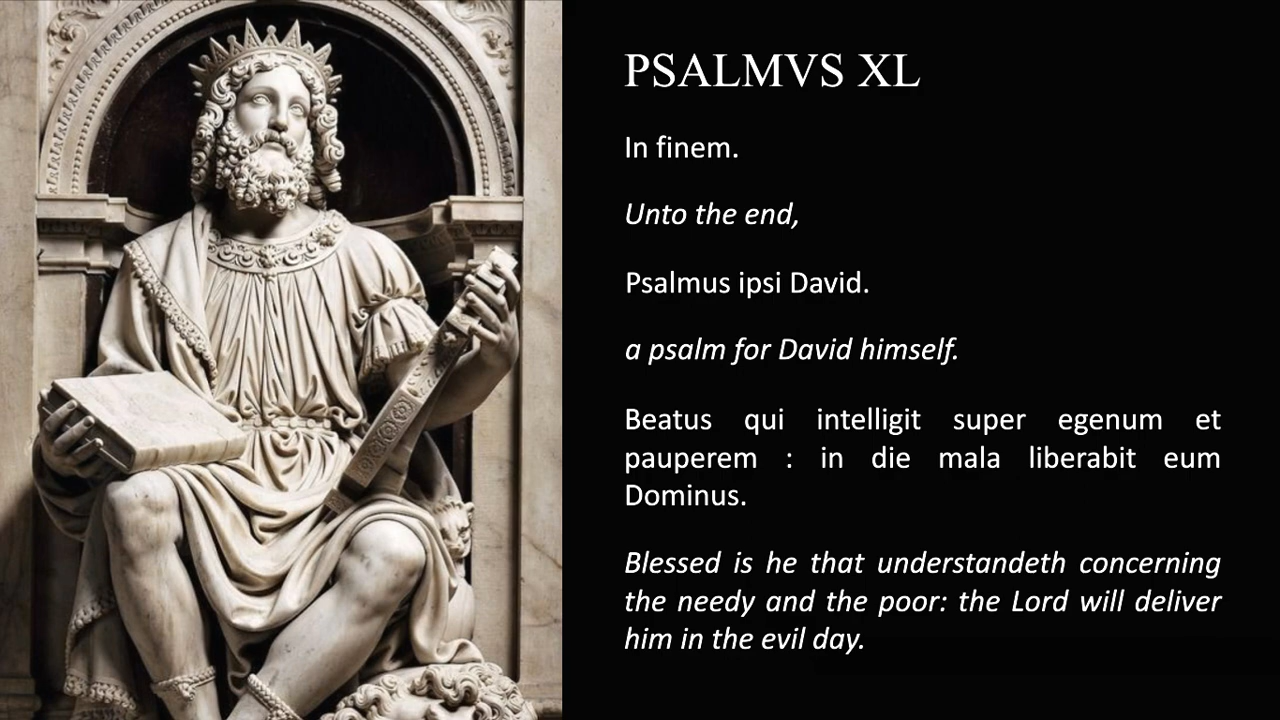 PSALMVS XL
In finem.
Unto the end,
Psalmus ipsi David.
a psalm for David himself.
Beatus qui intelligit super egenum et
pauperem : in die mala liberabit eum
Dominus.
Blessed is he that understandeth concerning
the needy and the poor: the Lord will deliver
him in the evil day.